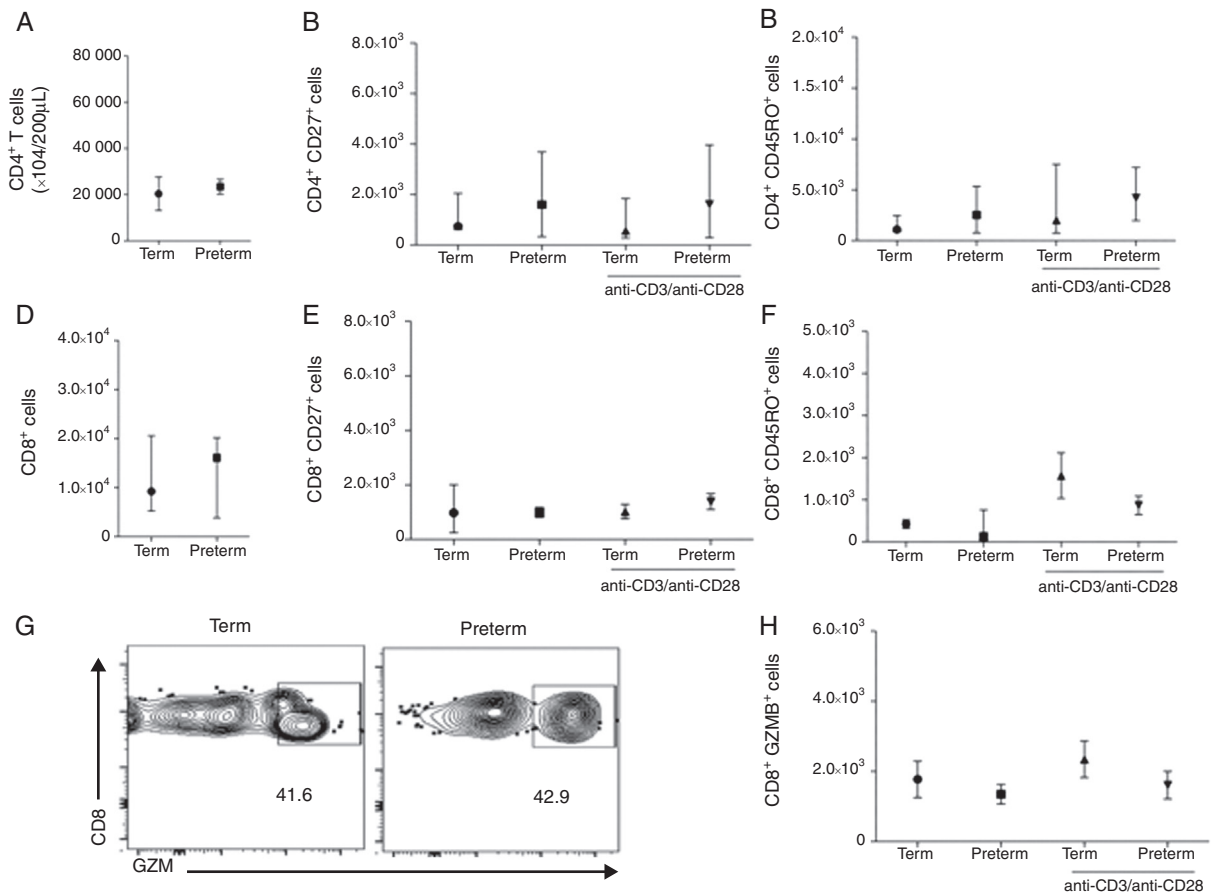 A
CD4⁺ T cells
(×104/200µL)
80 000
60 000
40 000
20 000
0
Term Preterm
B
CD4⁺ CD27⁺ cells
8.0×10³
6.0×10³
4.0×10³
2.0×10³
0
Term Preterm Term Preterm
anti-CD3/anti-CD28
B
CD4⁺ CD45RO⁺ cells
2.0×10⁴
1.5×10⁴
1.0×10⁴
5.0×10³
0
Term Preterm Term Preterm
anti-CD3/anti-CD28
D
CD8⁺ cells
4.0×10⁴
3.0×10⁴
2.0×10⁴
1.0×10⁴
0
Term Preterm
E
CD8⁺ CD27⁺ cells
8.0×10³
6.0×10³
4.0×10³
2.0×10³
0
Term Preterm Term Preterm
anti-CD3/anti-CD28
F
CD8⁺ CD45RO⁺ cells
5.0×10³
4.0×10³
3.0×10³
2.0×10³
1.0×10³
0
Term Preterm Term Preterm
anti-CD3/anti-CD28
G
Term
Preterm
41.6
42.9
CD8
GZM
H
CD8⁺ GZMB⁺ cells
6.0×10³
4.0×10³
2.0×10³
0
Term Preterm Term Preterm
anti-CD3/anti-CD28